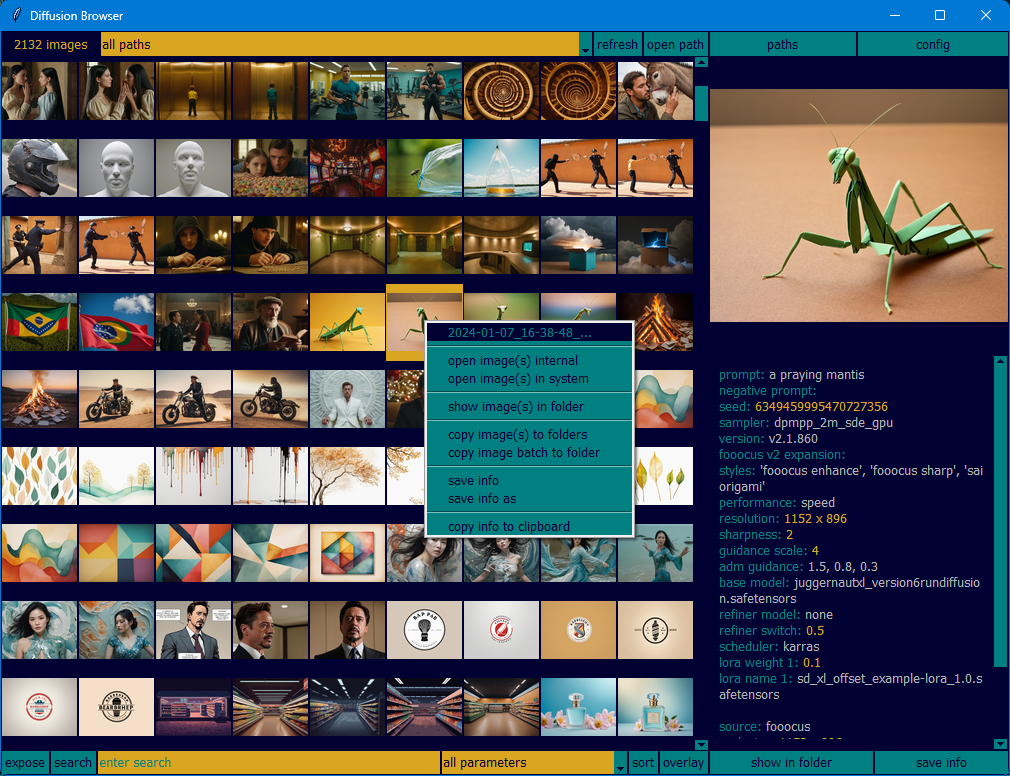 Diffusion Browser
2132 images
all paths
refresh
open path
paths
config
2024-01-07_16-38-48_...
open image(s) internal
open image(s) in system
show image(s) in folder
copy image(s) to folders
copy image batch to folder
save info
save info as
copy info to clipboard
prompt: a praying mantis
negative prompt:
seed: 6349459995470727356
sampler: dpmpp_2m_sde_gpu
version: v2.1.860
fooocus v2 expansion:
styles: 'fooocus enhance', 'fooocus sharp', 'sai
origami'
performance: speed
resolution: 1152 x 896
sharpness: 2
guidance scale: 4
adm guidance: 1.5, 0.8, 0.3
base model: juggernautxl_version6rundiffusio
n.safetensors
refiner model: none
refiner switch: 0.5
scheduler: karras
lora weight 1: 0.1
lora name 1: sd_xl_offset_example-lora_1.0.s
afetensors
source: fooocus
expose
search
enter search
all parameters
sort
overlay
show in folder
save info